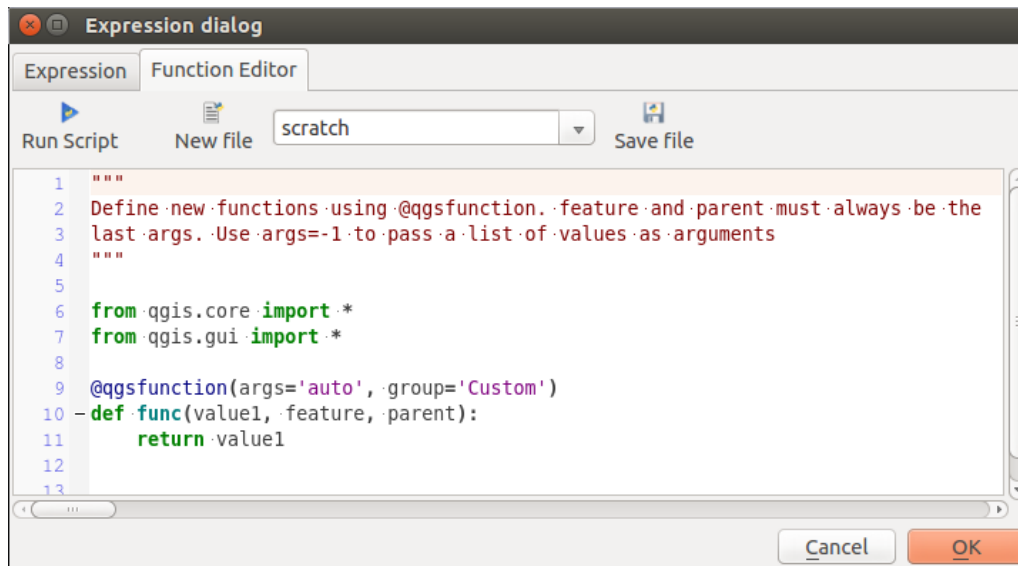 Expression dialog
Expression Function Editor
Run Script New file scratch Save file
1 """
2 Define new functions using @qgsfunction. feature and parent must always be the
3 last args. Use args=-1 to pass a list of values as arguments
4 """
5
6 from qgis.core import *
7 from qgis.gui import *
8
9 @qgsfunction(args='auto', group='Custom')
10 def func(value1, feature, parent):
11     return value1
12
13
Cancel OK